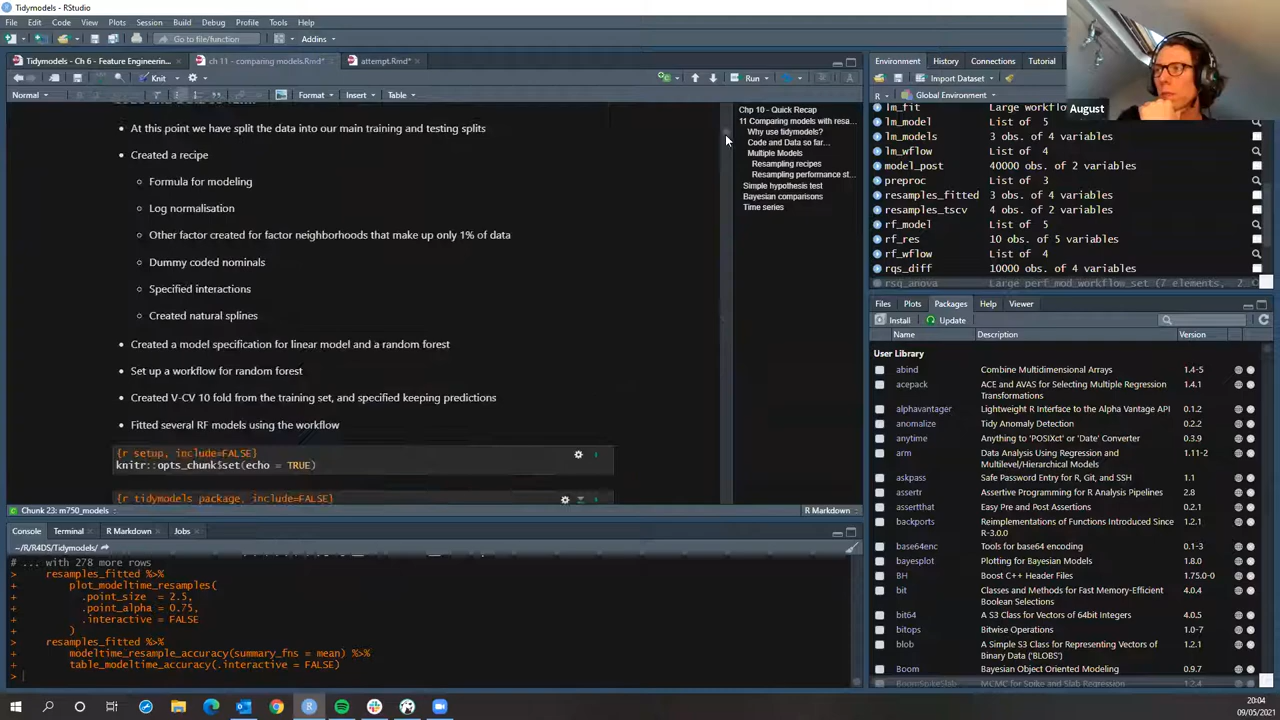 Tidymodels - RStudio
File Edit Code View Plots Session Build Debug Profile Tools Help
Go to file/function Addins
Tidymodels - Ch 6 - Feature Engineering... ch 11 - comparing models.Rmd* attempt.Rmd*
Knit Run
Normal Format Insert Table
At this point we have split the data into our main training and testing splits
Created a recipe
Formula for modeling
Log normalisation
Other factor created for factor neighborhoods that make up only 1% of data
Dummy coded nominals
Specified interactions
Created natural splines
Created a model specification for linear model and a random forest
Set up a workflow for random forest
Created V-CV 10 fold from the training set, and specified keeping predictions
Fitted several RF models using the workflow
{r setup, include=FALSE}
knitr::opts_chunk$set(echo = TRUE)
{r tidymodels package, include=FALSE}
Chp 10 - Quick Recap
11 Comparing models with resa...
Why use tidymodels?
Code and Data so far...
Multiple Models
Resampling recipes
Resampling performance st...
Simple hypothesis test
Bayesian comparisons
Time series
Chunk 23: m750_models R Markdown
Console Terminal R Markdown Jobs
~/R/R4DS/Tidymodels/
# ... with 278 more rows
> resamples_fitted %>%
+ plot_modeltime_resamples(
+ .point_size = 2.5,
+ .point_alpha = 0.75,
+ .interactive = FALSE
+ )
> resamples_fitted %>%
+ modeltime_resample_accuracy(summary_fns = mean) %>%
+ table_modeltime_accuracy(.interactive = FALSE)
>
Environment History Connections Tutorial
Import Dataset
R Global Environment
lm_fit Large workflo
lm_model List of 5
lm_models 3 obs. of 4 variables
lm_wflow List of 4
model_post 40000 obs. of 2 variables
preproc List of 3
resamples_fitted 3 obs. of 4 variables
resamples_tscv 4 obs. of 2 variables
rf_model List of 5
rf_res 10 obs. of 5 variables
rf_wflow List of 4
rqs_diff 10000 obs. of 4 variables
rsq_anova Large perf_mod_workflow_set (7 elements, 2...
August
Files Plots Packages Help Viewer
Install Update
Name Description Version
User Library
abind Combine Multidimensional Arrays 1.4-5
acepack ACE and AVAS for Selecting Multiple Regression Transformations 1.4.1
alphavantager Lightweight R Interface to the Alpha Vantage API 0.1.2
anomalize Tidy Anomaly Detection 0.2.2
anytime Anything to 'POSIXct' or 'Date' Converter 0.3.9
arm Data Analysis Using Regression and Multilevel/Hierarchical Models 1.11-2
askpass Safe Password Entry for R, Git, and SSH 1.1
assertr Assertive Programming for R Analysis Pipelines 2.8
assertthat Easy Pre and Post Assertions 0.2.1
backports Reimplementations of Functions Introduced Since R-3.0.0 1.2.1
base64enc Tools for base64 encoding 0.1-3
bayesplot Plotting for Bayesian Models 1.8.0
BH Boost C++ Header Files 1.75.0-0
bit Classes and Methods for Fast Memory-Efficient Boolean Selections 4.0.4
bit64 A S3 Class for Vectors of 64bit Integers 4.0.5
bitops Bitwise Operations 1.0-7
blob A Simple S3 Class for Representing Vectors of Binary Data ('BLOBS') 1.2.1
Boom Bayesian Object Oriented Modeling 0.9.7
BoomSpikeSlab MCMC for Spike and Slab Regression 1.2.4
20:04
09/05/2021